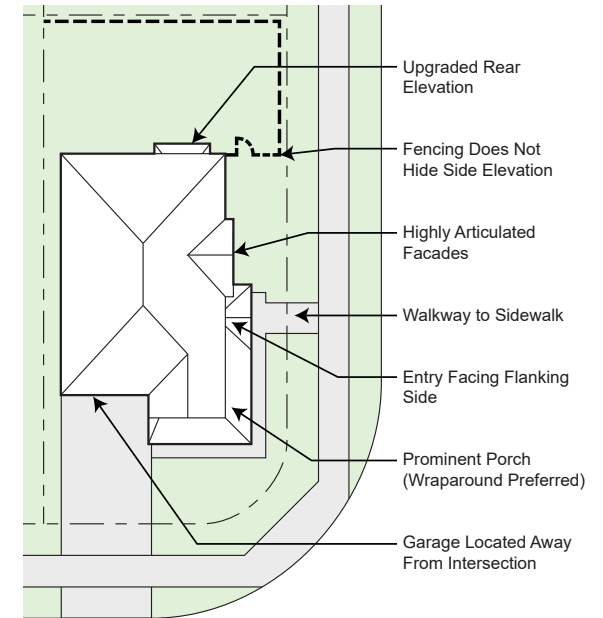 Upgraded Rear
Elevation
Fencing Does Not
Hide Side Elevation
Highly Articulated
Facades
Walkway to Sidewalk
Entry Facing Flanking
Side
Prominent Porch
(Wraparound Preferred)
Garage Located Away
From Intersection